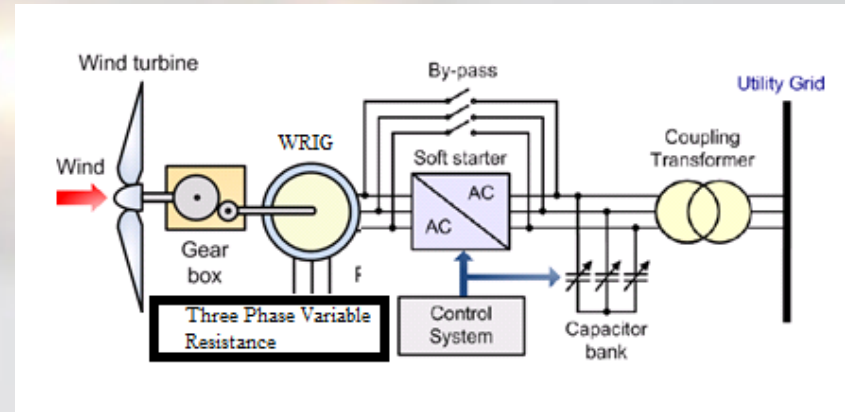 Wind turbine
By-pass
Utility Grid
WRIG
Coupling
Transformer
Soft starter
Wind
AC
AC
Gear
box
Three Phase Variable
Resistance
Control
System
Capacitor
bank